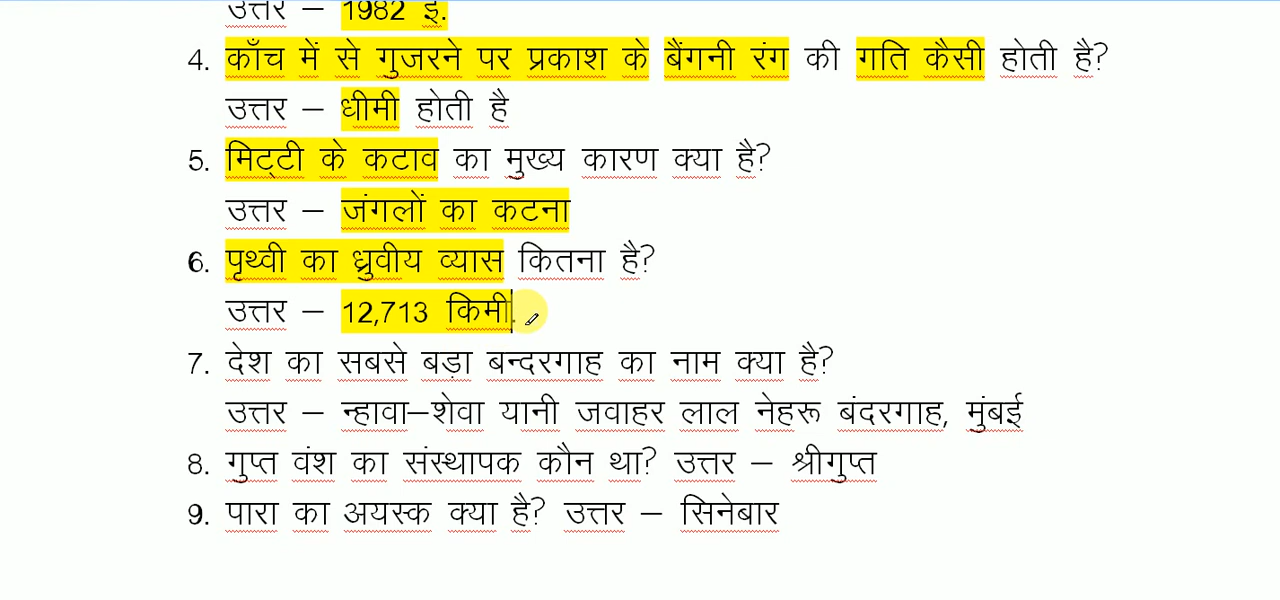 उत्तर – 1982 ई.
4. काँच में से गुजरने पर प्रकाश के बैंगनी रंग की गति कैसी होती है?
उत्तर – धीमी होती है
5. मिट्टी के कटाव का मुख्य कारण क्या है?
उत्तर – जंगलों का कटना
6. पृथ्वी का ध्रुवीय व्यास कितना है?
उत्तर – 12,713 किमी.
7. देश का सबसे बड़ा बन्दरगाह का नाम क्या है?
उत्तर – न्हावा–शेवा यानी जवाहर लाल नेहरू बंदरगाह, मुंबई
8. गुप्त वंश का संस्थापक कौन था? उत्तर – श्रीगुप्त
9. पारा का अयस्क क्या है? उत्तर – सिनेबार